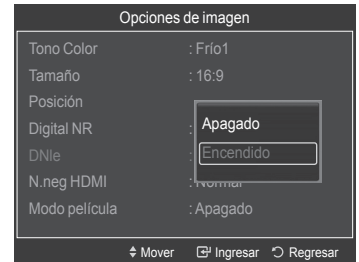 Opciones de imagen
Tono Color : Frío1
Tamaño : 16:9
Posición
Digital NR : Apagado
DNIe : Encendido
N.neg HDMI : Normal
Modo película : Apagado
Mover Ingresar Regresar